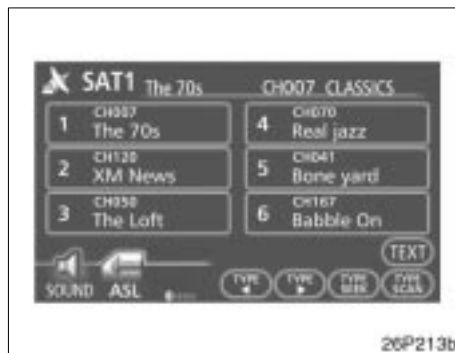 SAT1 The 70s CH007 CLASSICS
CH007
1 The 70s
CH120
2 XM News
CH050
3 The Loft
CH070
4 Real jazz
CH041
5 Bone yard
CH167
6 Babble On
TEXT
SOUND ASL TYPE TYPE TYPE TYPE SCAN
26P213b